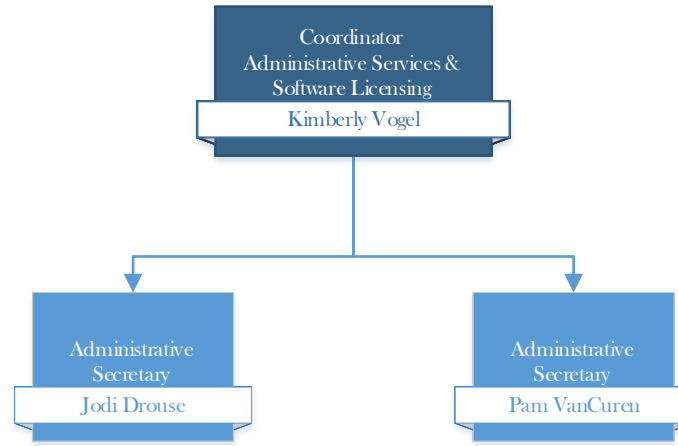 Coordinator
Administrative Services &
Software Licensing
Kimberly Vogel
Administrative
Secretary
Jodi Drouse
Administrative
Secretary
Pam VanCuren